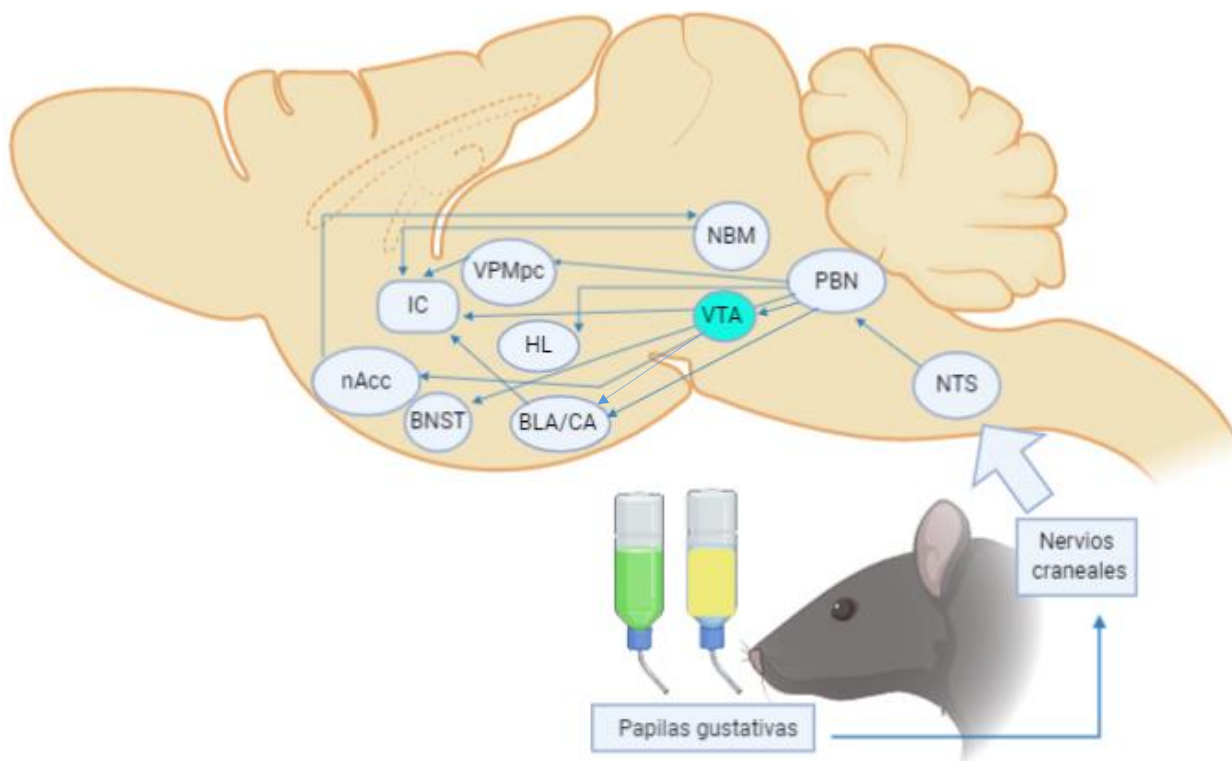 NBM
VPMpc
PBN
IC
VTA
HL
nAcc
NTS
BNST
BLA/CA
Nervios
craneales
Papilas gustativas